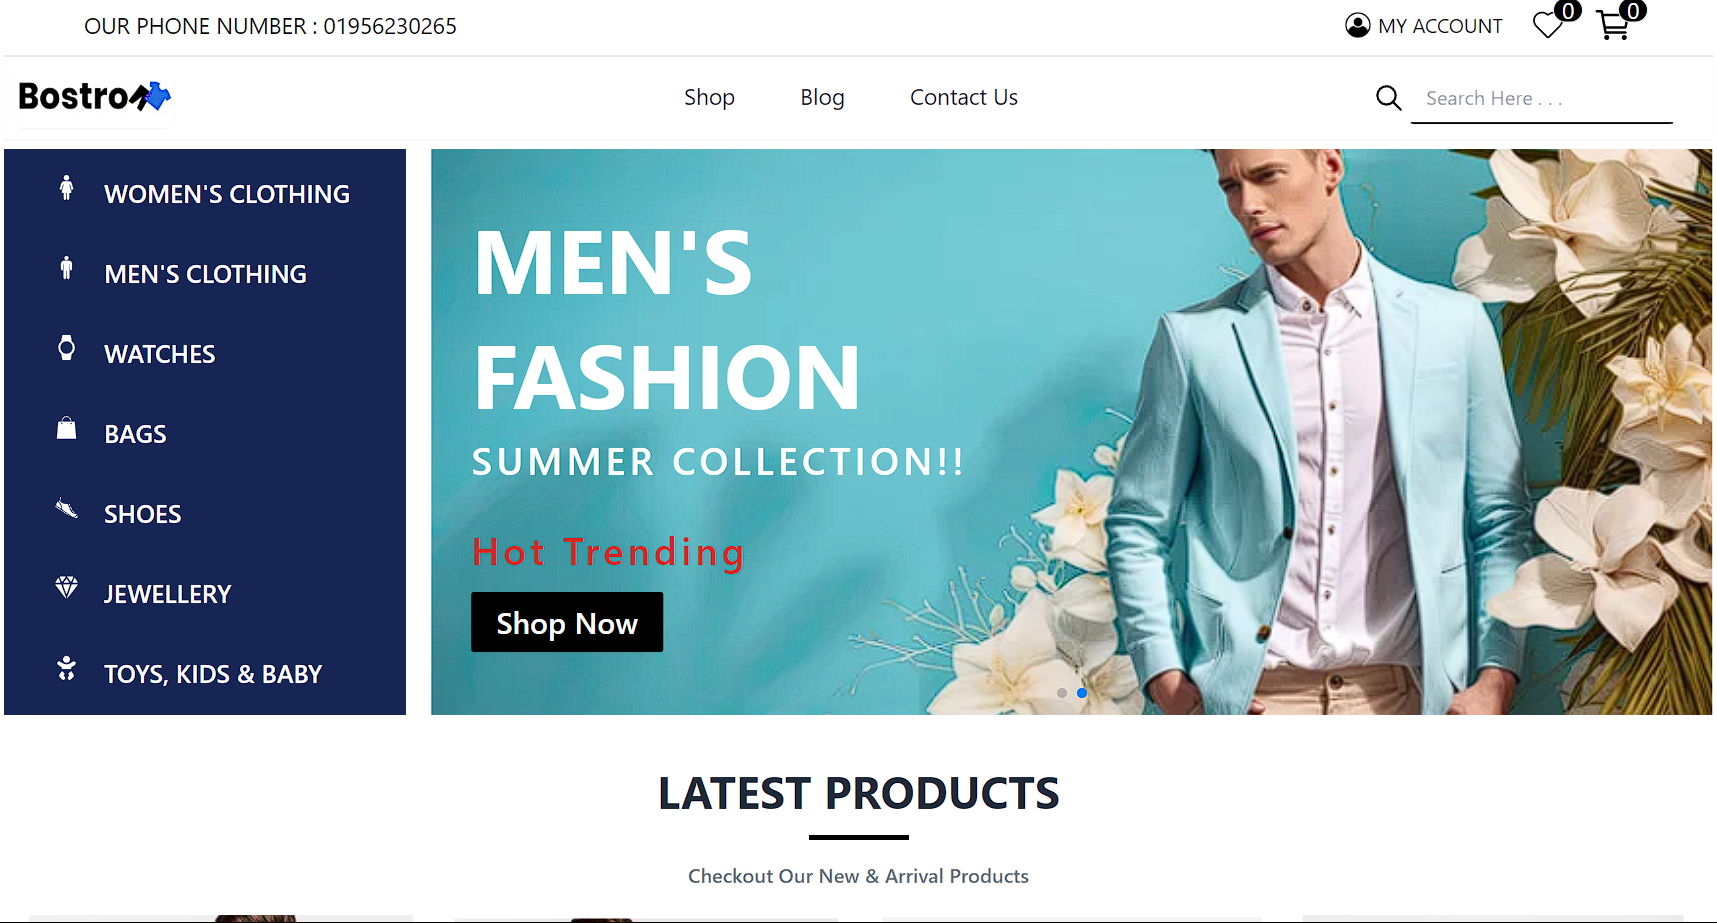 OUR PHONE NUMBER : 01956230265
MY ACCOUNT
0
0
Bostro
Shop
Blog
Contact Us
Search Here . . .
WOMEN'S CLOTHING
MEN'S CLOTHING
WATCHES
BAGS
SHOES
JEWELLERY
TOYS, KIDS & BABY
MEN'S
FASHION
SUMMER COLLECTION!!
Hot Trending
Shop Now
LATEST PRODUCTS
Checkout Our New & Arrival Products